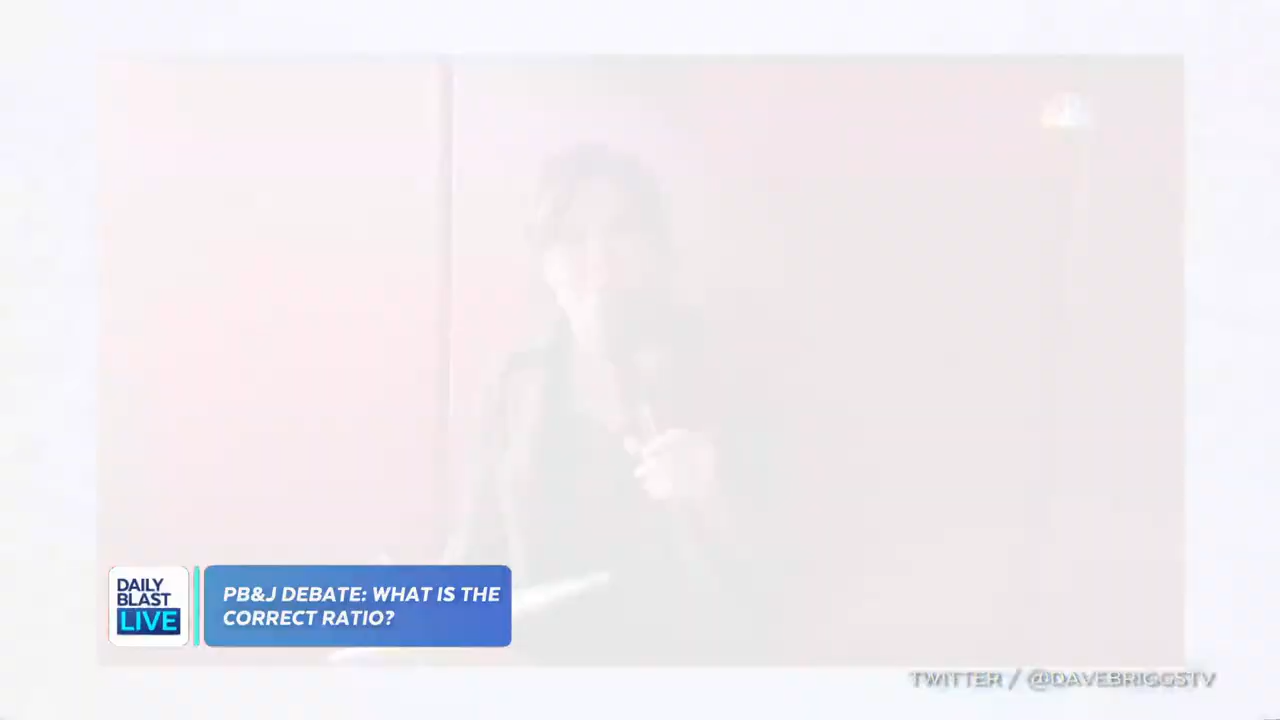 DAILY
BLAST
LIVE
PB&J DEBATE: WHAT IS THE
CORRECT RATIO?
TWITTER / @DAVEBRIGGSTV